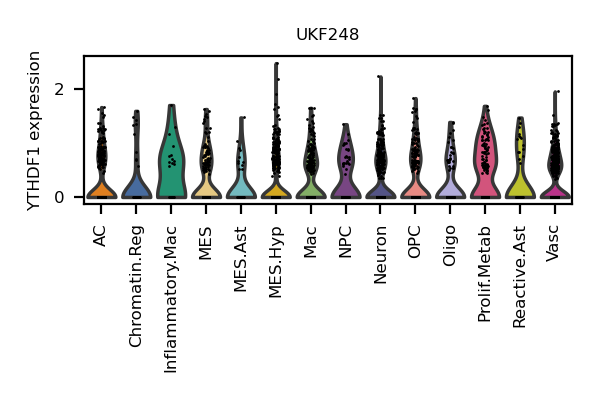 UKF248
YTHDF1 expression
2
0
AC
Chromatin.Reg
Inflammatory.Mac
MES
MES.Ast
MES.Hyp
Mac
NPC
Neuron
OPC
Oligo
Prolif.Metab
Reactive.Ast
Vasc